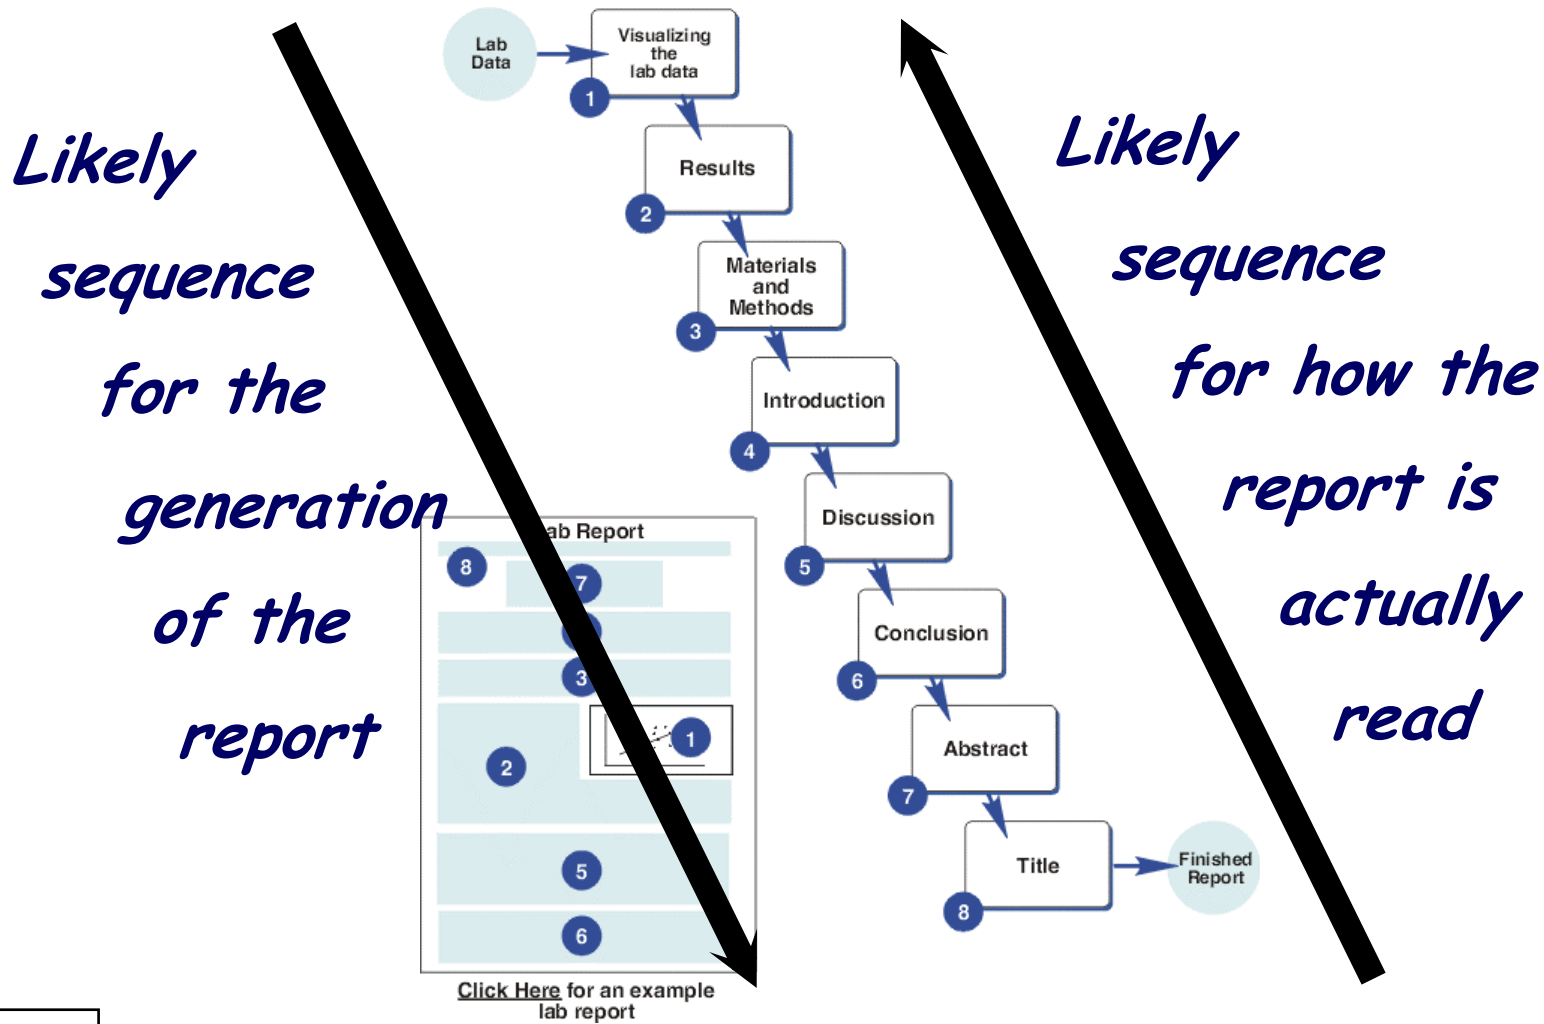 Likely
sequence
for the
generation
of the
report
Lab
Data
Visualizing
the
lab data
1
Results
2
Materials
and
Methods
3
Introduction
4
Discussion
5
Conclusion
6
Abstract
7
Title
8
Finished
Report
ab Report
8
7
3
1
2
5
6
Click Here for an example
lab report
Likely
sequence
for how the
report is
actually
read